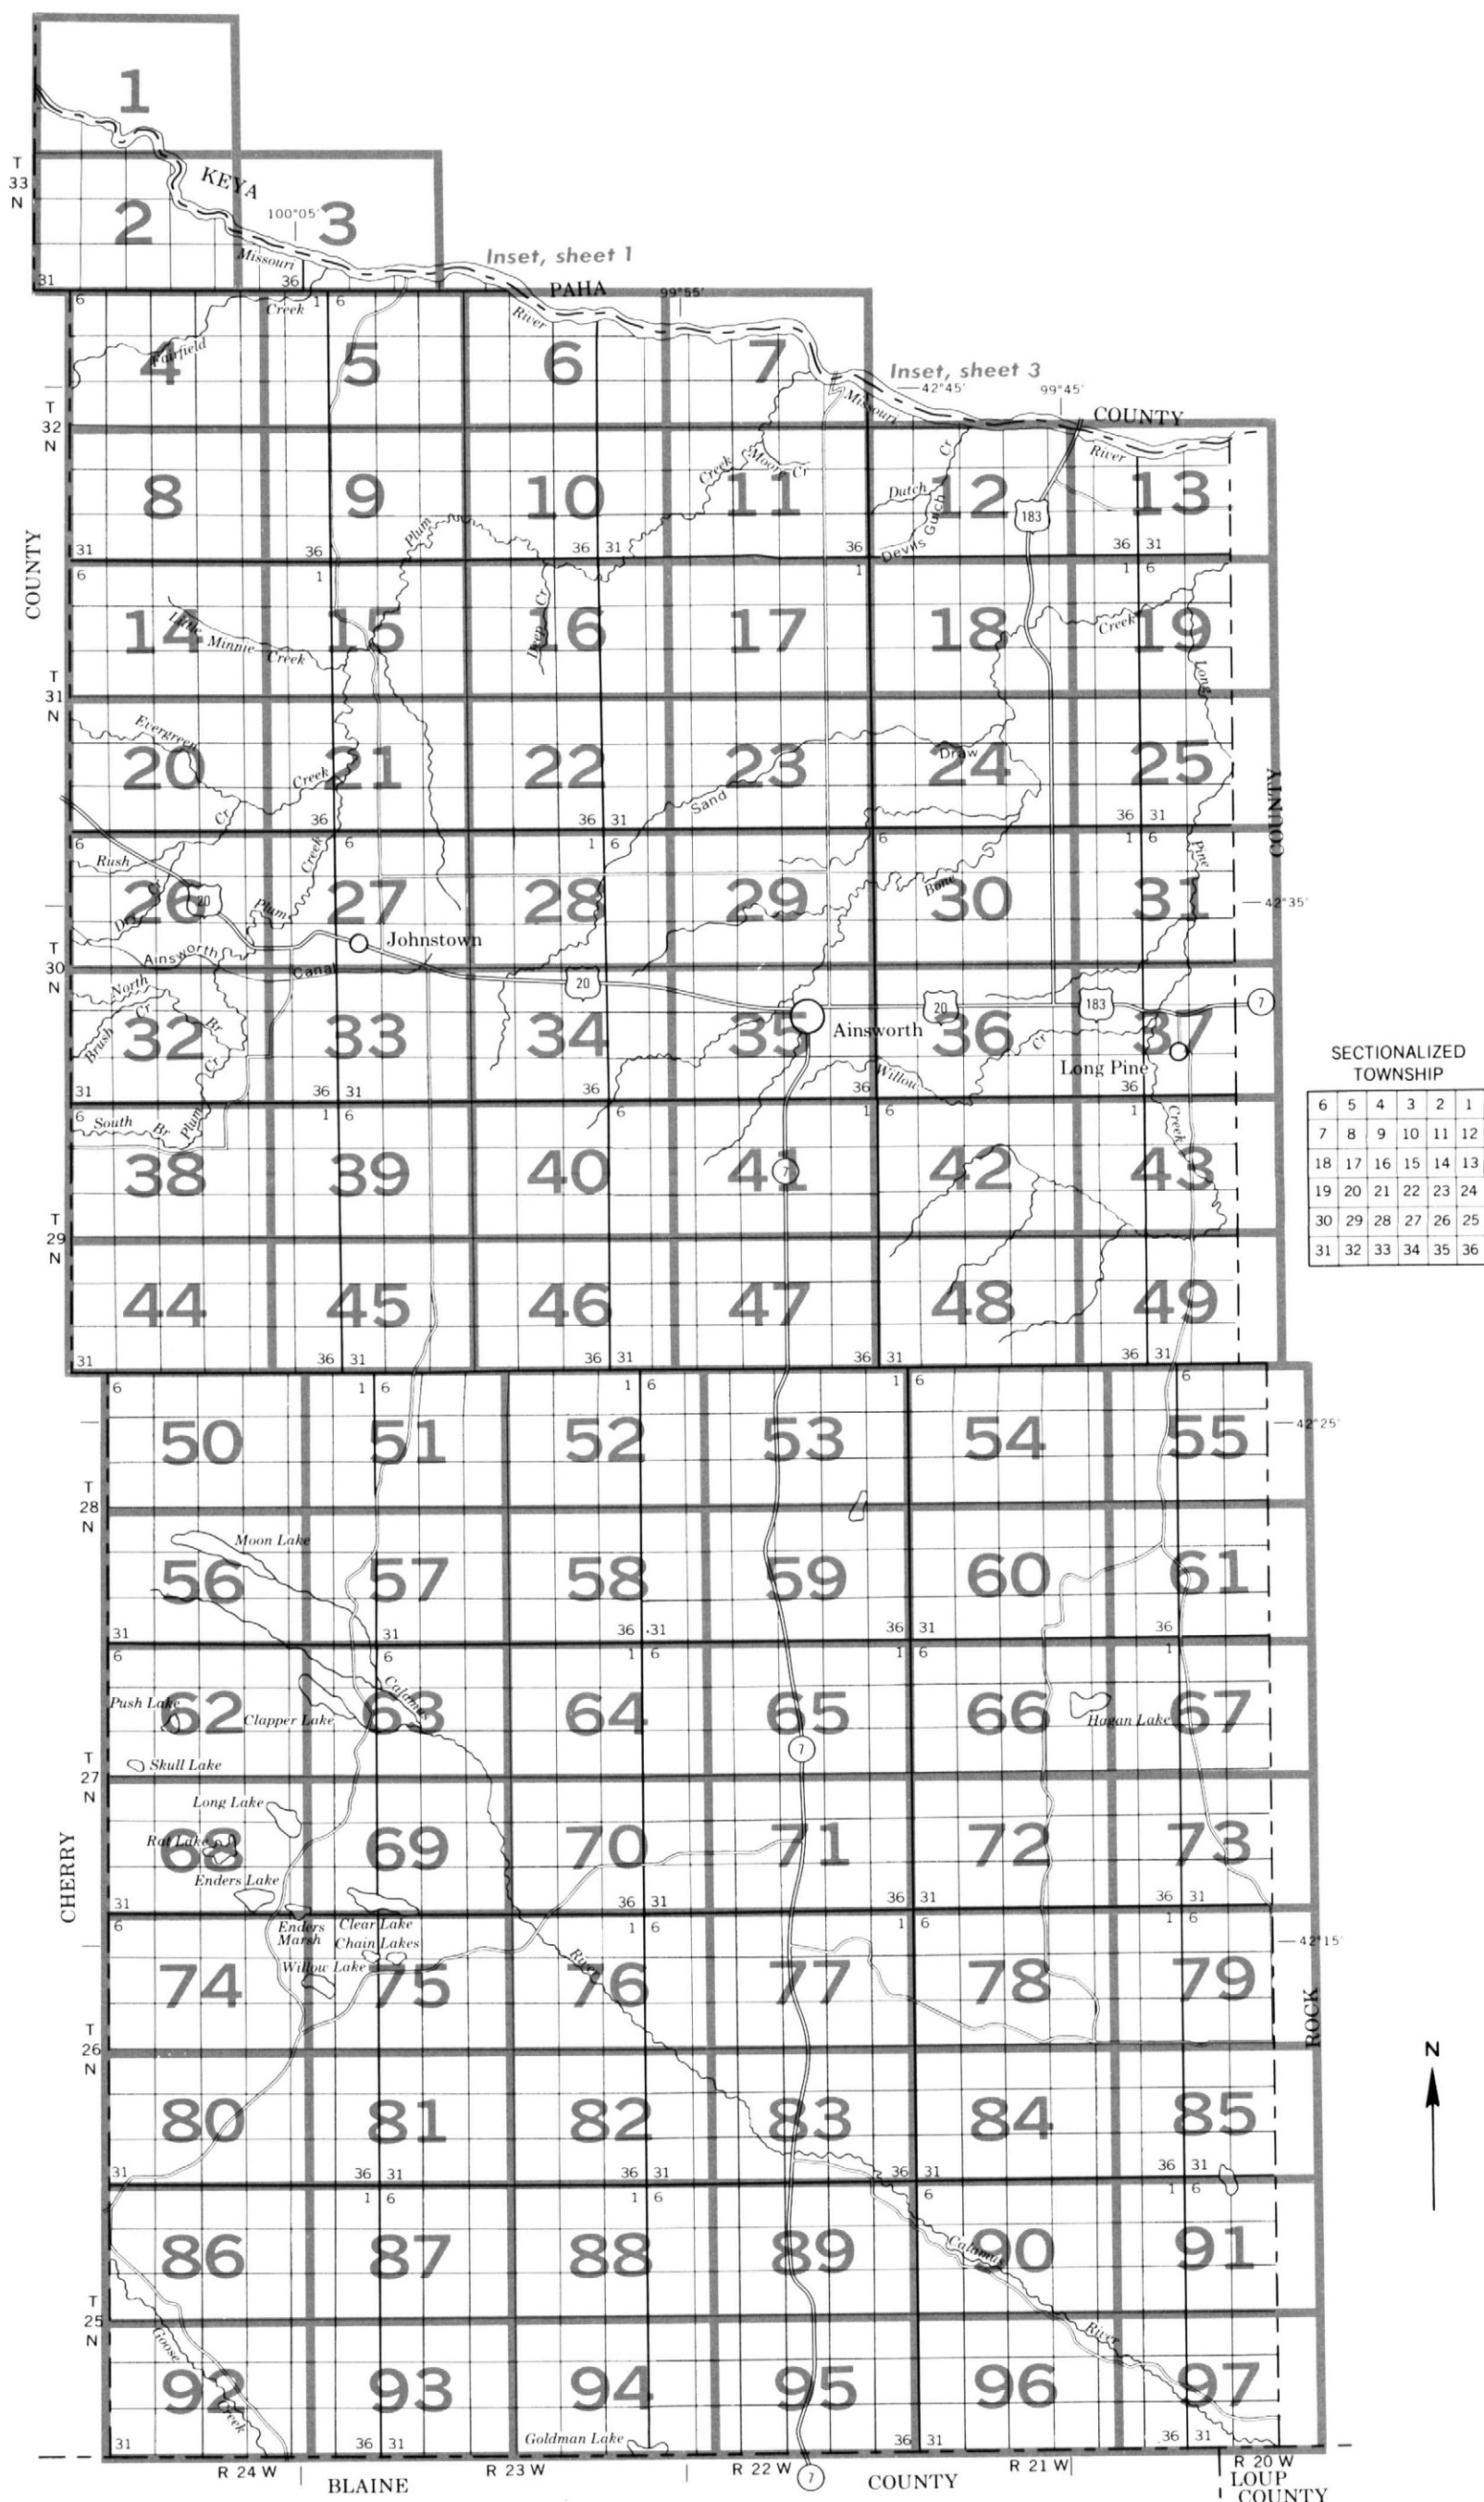 1
T
33
N
KEYA
2
100°05'
3
Missouri
Inset, sheet 1
31
36
PAHA
99°55'
6
Creek
1 6
River
Fairfield
4
5
6
7
Inset, sheet 3
42°45'
99°45'
Missouri
COUNTY
T
32
N
River
Creek
Moore Cr
Cr
8
9
10
11
Dutch
12
13
183
Plum
Devils Gulch
COUNTY
31
36
36 31
36
36 31
6
1
1
1 6
14
15
16
17
18
19
Little Minnie Creek
Deep Cr
Creek
Long
T
31
N
Evergreen
20
21
22
23
Draw
24
25
Creek
Sand
Cr
36
36 31
36 31
COUNTY
6
6
1 6
6
1 6
Rush
Creek
Pine
26
20
27
28
29
Bone
30
31
42°35'
Dry
Plum
Johnstown
Ainsworth
T
30
N
Canal
North
20
20
183
7
Cr
Br
Brush
32
33
34
35
Ainsworth
36
37
Cr
Cr
Long Pine
Willow
31
36 31
36
36
36
6
1 6
6
1 6
1
South Br
Plum
Creek
38
39
40
41
7
42
43
T
29
N
44
45
46
47
48
49
31
36 31
36 31
36 31
36 31
6
1 6
1 6
1 6
6
50
51
52
53
54
55
42°25'
T
28
N
Moon Lake
56
57
58
59
60
61
31
31
36 31
36 31
36
6
6
1 6
1 6
1
Calamus
Push Lake
62
Clapper Lake
63
64
65
66
Hagan Lake
67
7
Skull Lake
T
27
N
Long Lake
Rat Lake
68
69
70
71
72
73
Enders Lake
CHERRY
31
36 31
36 31
36 31
6
1 6
1 6
1 6
Enders
Marsh
Clear Lake
Chain Lakes
42°15'
Willow Lake
River
74
75
76
77
78
79
ROCK
T
26
N
80
81
82
83
84
85
31
36 31
36 31
36 31
36 31
1 6
1 6
6
1 6
86
87
88
89
Calamus
90
91
T
25
N
River
Goose
92
93
94
95
96
97
Creek
31
36 31
Goldman Lake
36 31
36 31
R 24 W
R 23 W
R 22 W
R 21 W
R 20 W
BLAINE
7
COUNTY
LOUP
COUNTY
SECTIONALIZED
TOWNSHIP
6 5 4 3 2 1
7 8 9 10 11 12
18 17 16 15 14 13
19 20 21 22 23 24
30 29 28 27 26 25
31 32 33 34 35 36
N